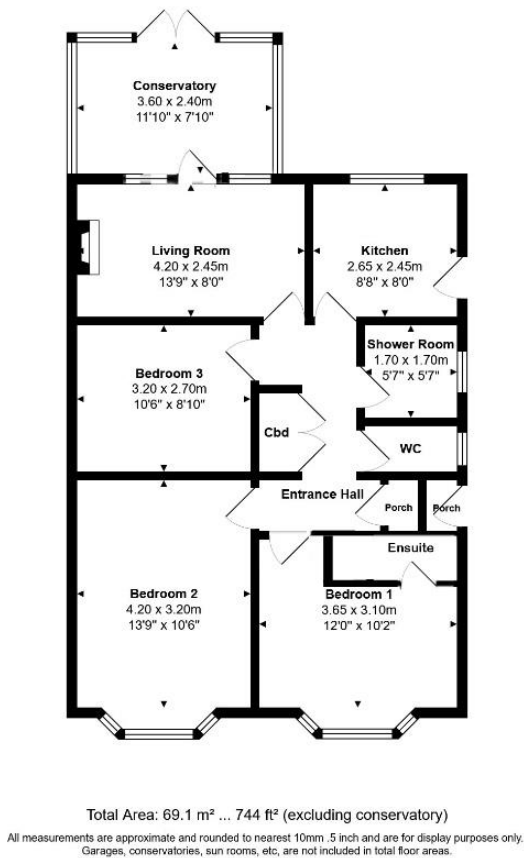 Conservatory
3.60 x 2.40m
11'10" x 7'10"
Living Room
4.20 x 2.45m
13'9" x 8'0"
Kitchen
2.65 x 2.45m
8'8" x 8'0"
Shower Room
1.70 x 1.70m
5'7" x 5'7"
Bedroom 3
3.20 x 2.70m
10'6" x 8'10"
Cbd
WC
Entrance Hall
Porch
Porch
Ensuite
Bedroom 2
4.20 x 3.20m
13'9" x 10'6"
Bedroom 1
3.65 x 3.10m
12'0" x 10'2"
Total Area: 69.1 m² ... 744 ft² (excluding conservatory)
All measurements are approximate and rounded to nearest 10mm .5 inch and are for display purposes only.
Garages, conservatories, sun rooms, etc, are not included in total floor areas.